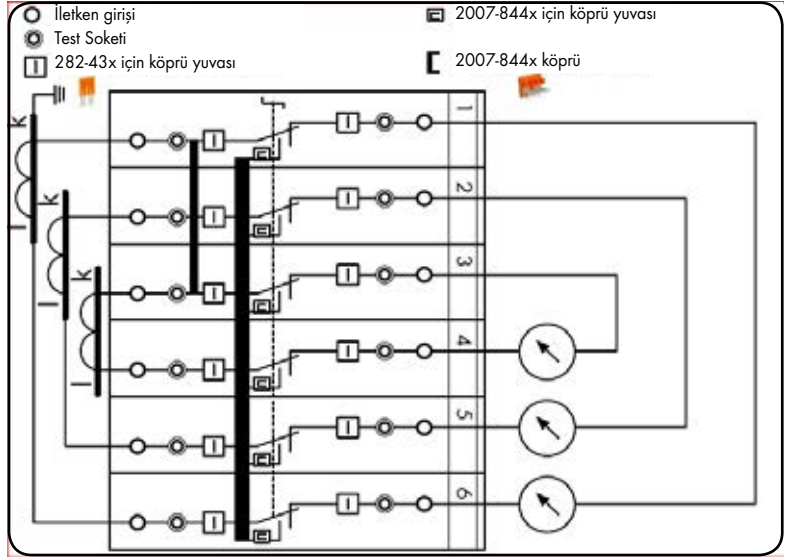 İletken girişi
Test Soketi
282-43x için köprü yuvası
2007-844x için köprü yuvası
2007-844x köprü
k
l
k
l
k
l
1
2
3
4
5
6